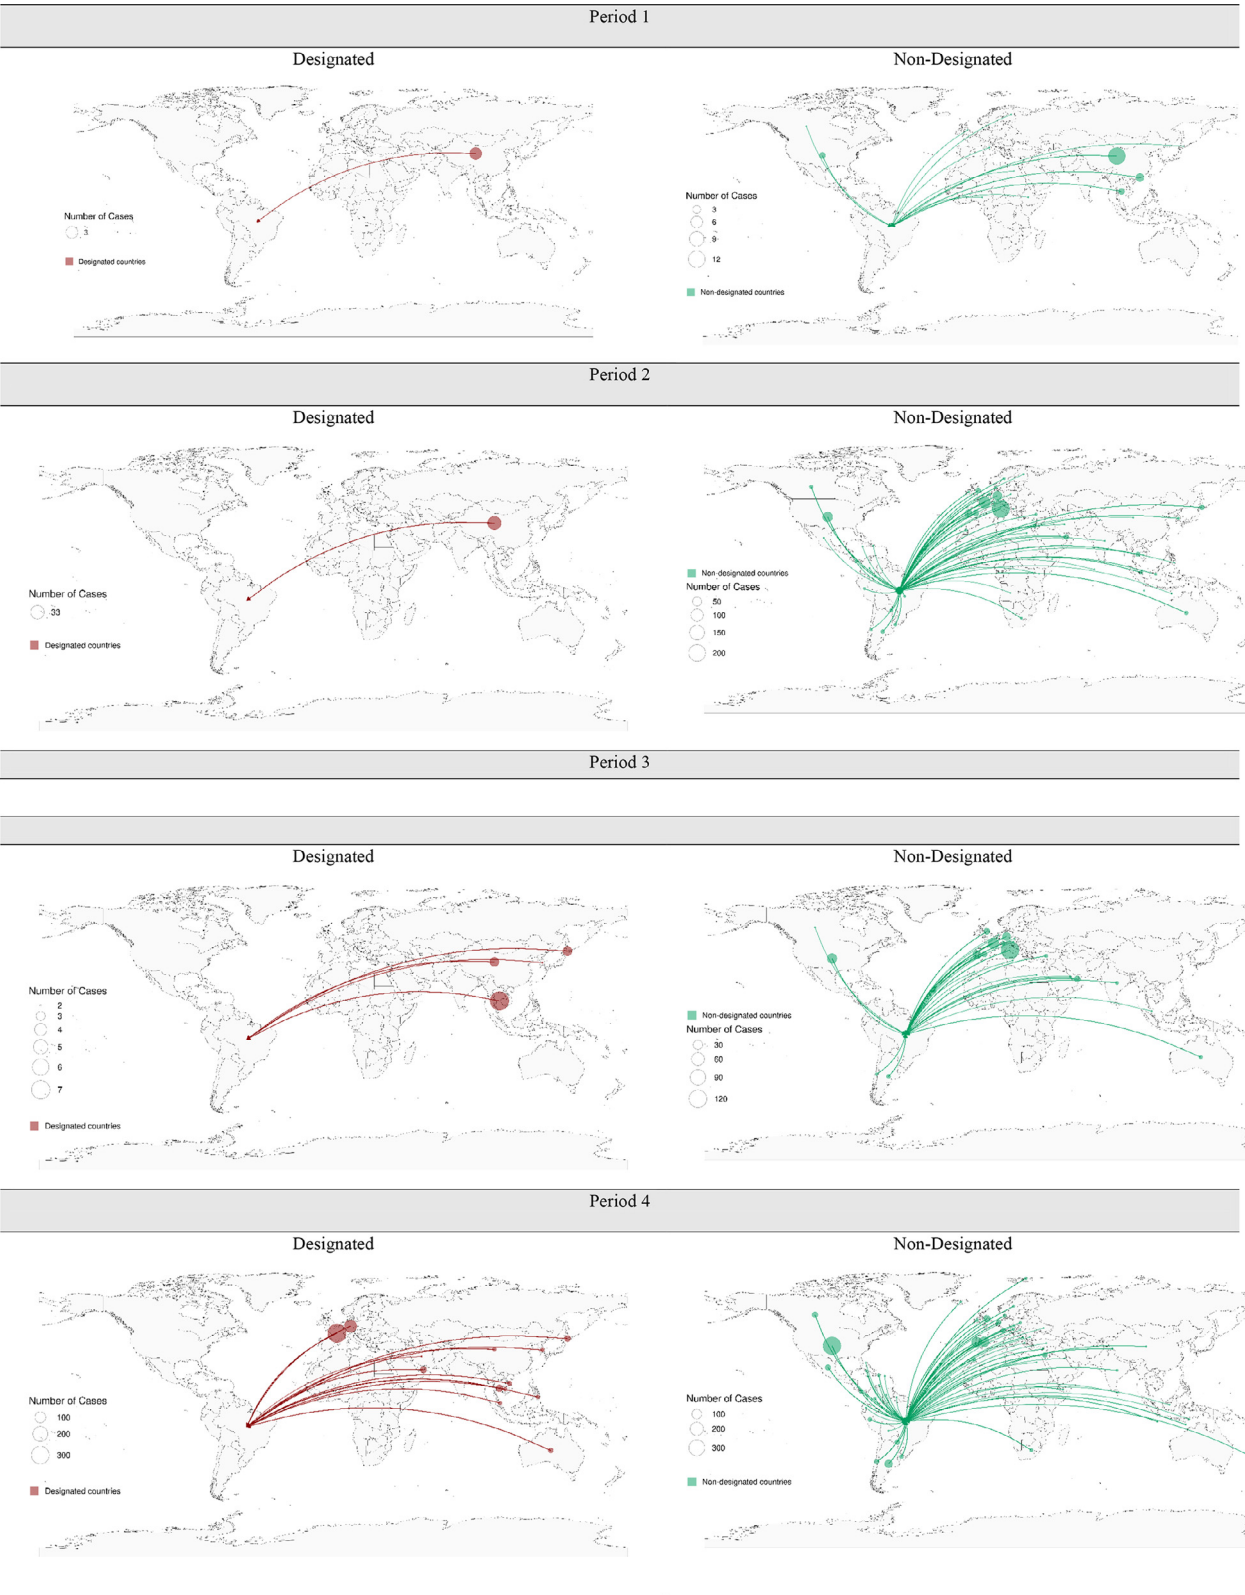 Period 1
Designated
Non-Designated
Number of Cases
3
Designated countries
Number of Cases
3
6
9
12
Non-designated countries
Period 2
Designated
Non-Designated
Number of Cases
33
Designated countries
Non-designated countries
Number of Cases
50
100
150
200
Period 3
Designated
Non-Designated
Number of Cases
2
3
4
5
6
7
Designated countries
Non-designated countries
Number of Cases
30
60
90
120
Period 4
Designated
Non-Designated
Number of Cases
100
200
300
Designated countries
Number of Cases
100
200
300
Non-designated countries